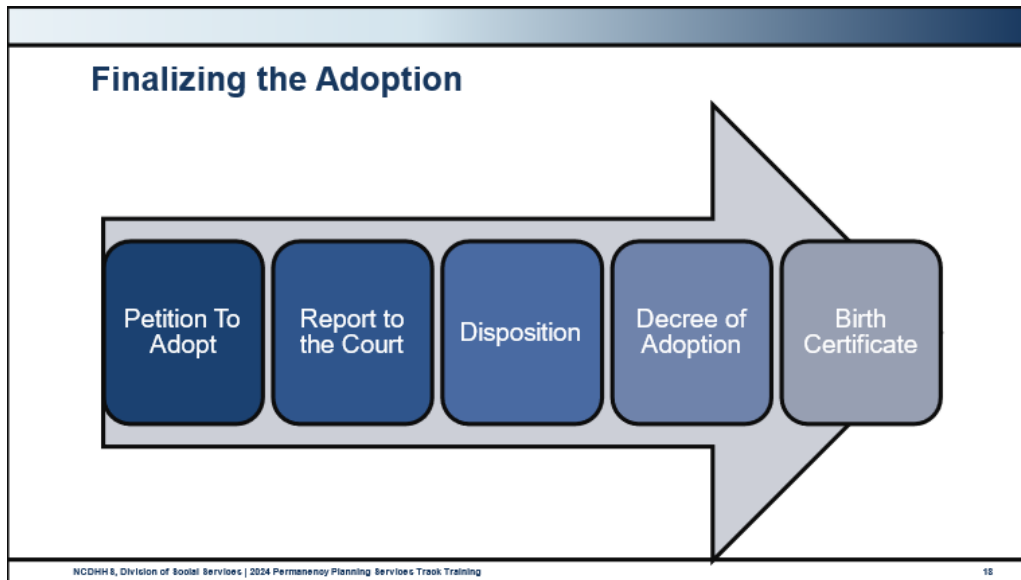 Finalizing the Adoption
Petition To
Adopt
Report to
the Court
Disposition
Decree of
Adoption
Birth
Certificate
NCDHHS, Division of Social Services | 2024 Permanency Planning Services Track Training
18